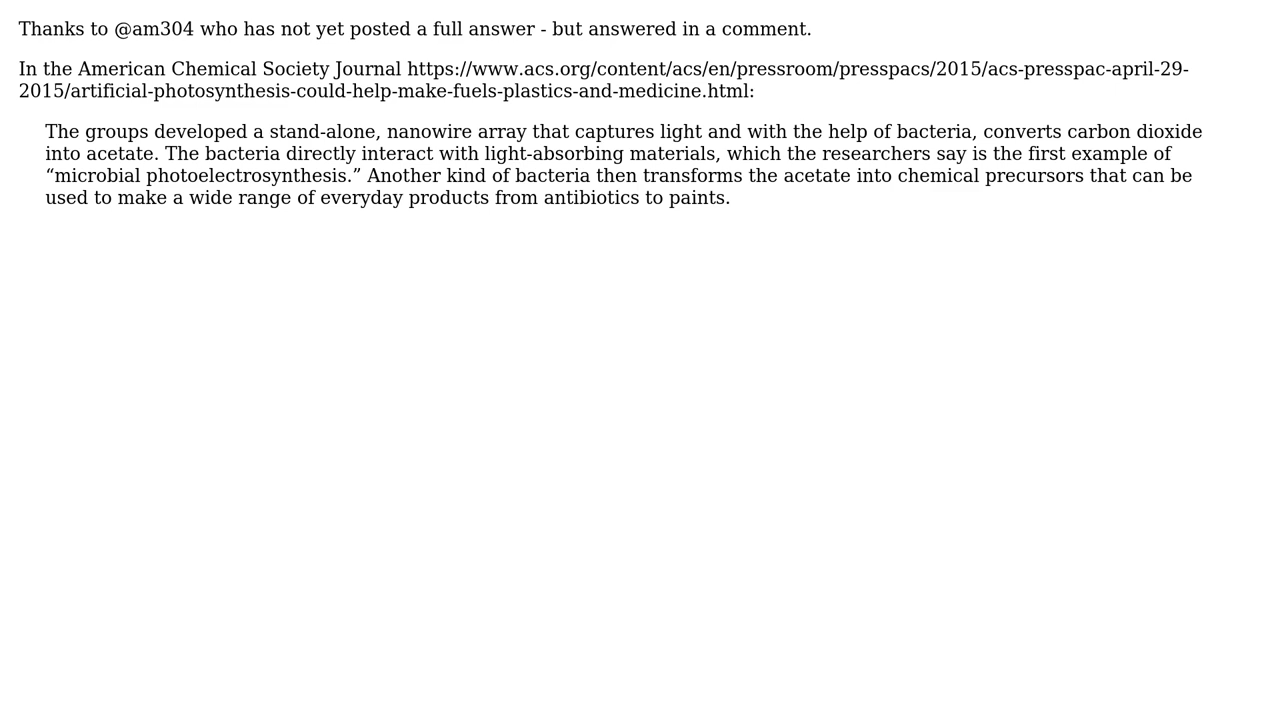 Thanks to @am304 who has not yet posted a full answer - but answered in a comment.
In the American Chemical Society Journal https://www.acs.org/content/acs/en/pressroom/presspacs/2015/acs-presspac-april-29-
2015/artificial-photosynthesis-could-help-make-fuels-plastics-and-medicine.html:
The groups developed a stand-alone, nanowire array that captures light and with the help of bacteria, converts carbon dioxide
into acetate. The bacteria directly interact with light-absorbing materials, which the researchers say is the first example of
“microbial photoelectrosynthesis.” Another kind of bacteria then transforms the acetate into chemical precursors that can be
used to make a wide range of everyday products from antibiotics to paints.